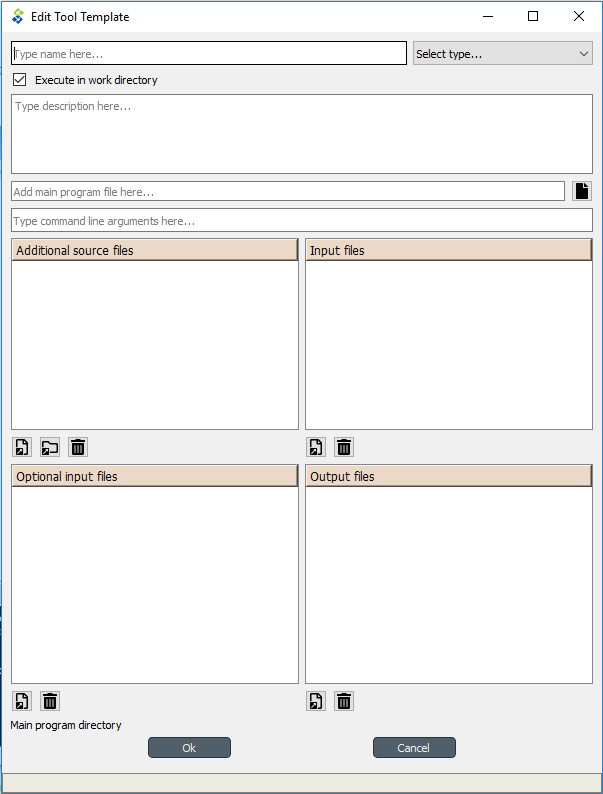 Edit Tool Template
Type name here...
Select type...
Execute in work directory
Type description here...
Add main program file here...
Type command line arguments here...
Additional source files
Input files
Optional input files
Output files
Main program directory
Ok
Cancel